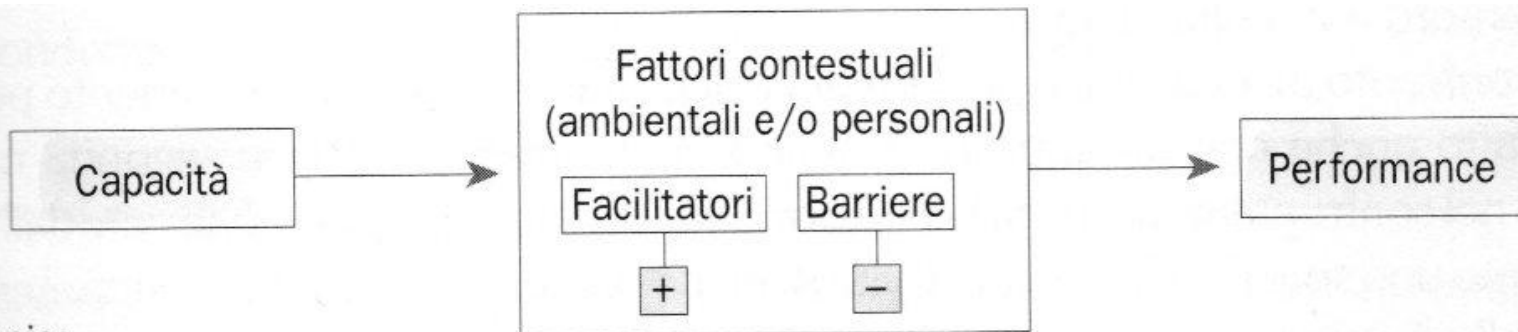 Fattori contestuali
(ambientali e/o personali)
Capacità
Performance
Facilitatori
Barriere
+
−